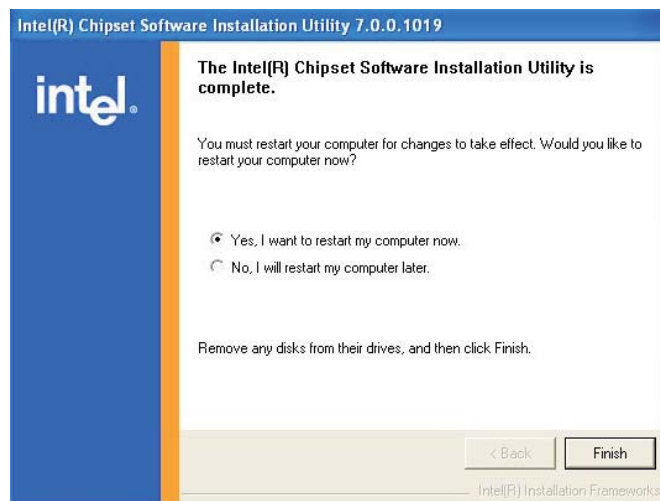 Intel(R) Chipset Software Installation Utility 7.0.0.1019
intel®
The Intel(R) Chipset Software Installation Utility is
complete.
You must restart your computer for changes to take effect. Would you like to
restart your computer now?
Yes, I want to restart my computer now.
No, I will restart my computer later.
Remove any disks from their drives, and then click Finish.
< Back
Finish
Intel(R) Installation Frameworks